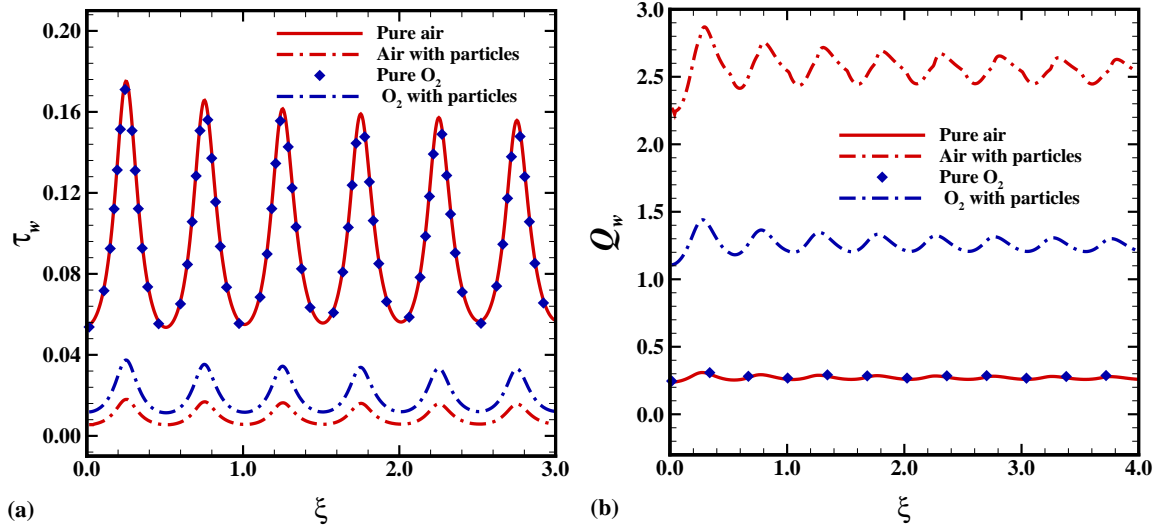 0.20
0.16
0.12
0.08
0.04
0.00
τw
Pure air
Air with particles
Pure O2
O2 with particles
0.0 1.0 2.0 3.0
ξ
(a)
3.0
2.5
2.0
1.5
1.0
0.5
0.0
Qw
Pure air
Air with particles
Pure O2
O2 with particles
0.0 1.0 2.0 3.0 4.0
ξ
(b)